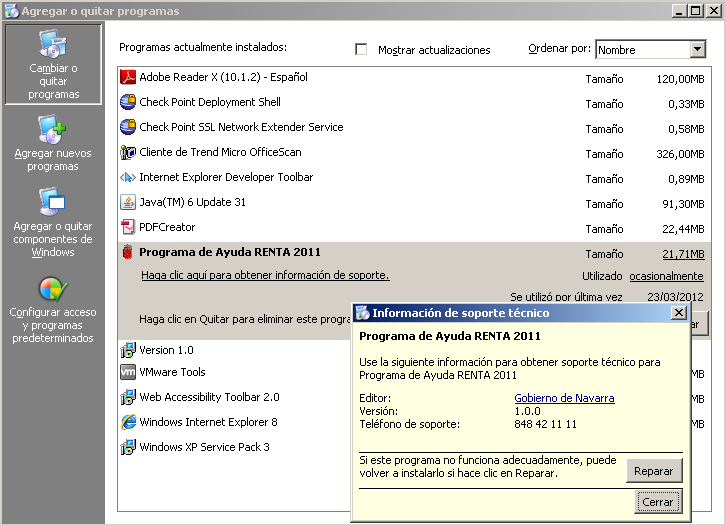 Agregar o quitar programas
Cambiar o
quitar
programas
Agregar nuevos
programas
Agregar o quitar
componentes de
Windows
Configurar acceso
y programas
predeterminados
Programas actualmente instalados:
Mostrar actualizaciones
Ordenar por: Nombre
Adobe Reader X (10.1.2) - Español Tamaño 120,00MB
Check Point Deployment Shell Tamaño 0,33MB
Check Point SSL Network Extender Service Tamaño 0,58MB
Cliente de Trend Micro OfficeScan Tamaño 326,00MB
Internet Explorer Developer Toolbar Tamaño 0,89MB
Java(TM) 6 Update 31 Tamaño 91,30MB
PDFCreator Tamaño 22,44MB
Programa de Ayuda RENTA 2011 Tamaño 21,71MB
Haga clic aquí para obtener información de soporte. Utilizado ocasionalmente
Se utilizó por última vez 23/03/2012
Haga clic en Quitar para eliminar este progra
ar
Version 1.0
VMware Tools MB
Web Accessibility Toolbar 2.0 MB
Windows Internet Explorer 8 MB
Windows XP Service Pack 3 MB
Información de soporte técnico
Programa de Ayuda RENTA 2011
Use la siguiente información para obtener soporte técnico para
Programa de Ayuda RENTA 2011
Editor: Gobierno de Navarra
Versión: 1.0.0
Teléfono de soporte: 848 42 11 11
Si este programa no funciona adecuadamente, puede
volver a instalarlo si hace clic en Reparar.
Reparar
Cerrar
vm